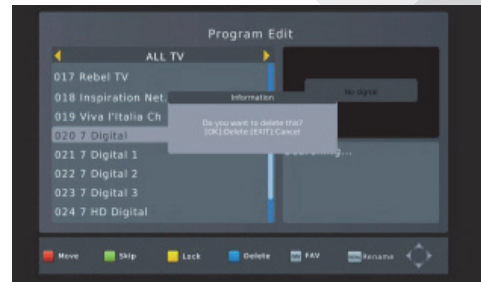 Program Edit
ALL TV
017 Rebel TV
018 Inspiration Net.
019 Viva l'Italia Ch
020 7 Digital
021 7 Digital 1
022 7 Digital 2
023 7 Digital 3
024 7 HD Digital
No signal
Information
Do you want to delete this?
[OK]:Delete [EXIT]:Cancel
Move
Skip
Lock
Delete
FAV
Rename